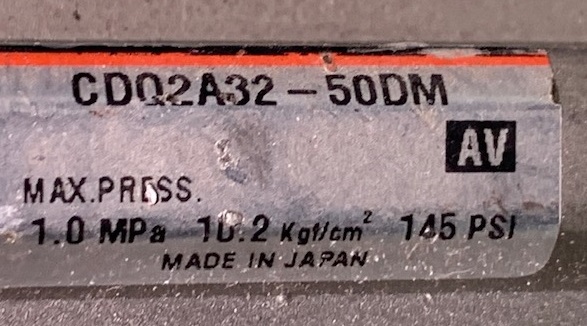 CDQ2A32-50DM
AV
MAX.PRESS.
1.0 MPa 10.2 Kgf/cm² 145 PSI
MADE IN JAPAN